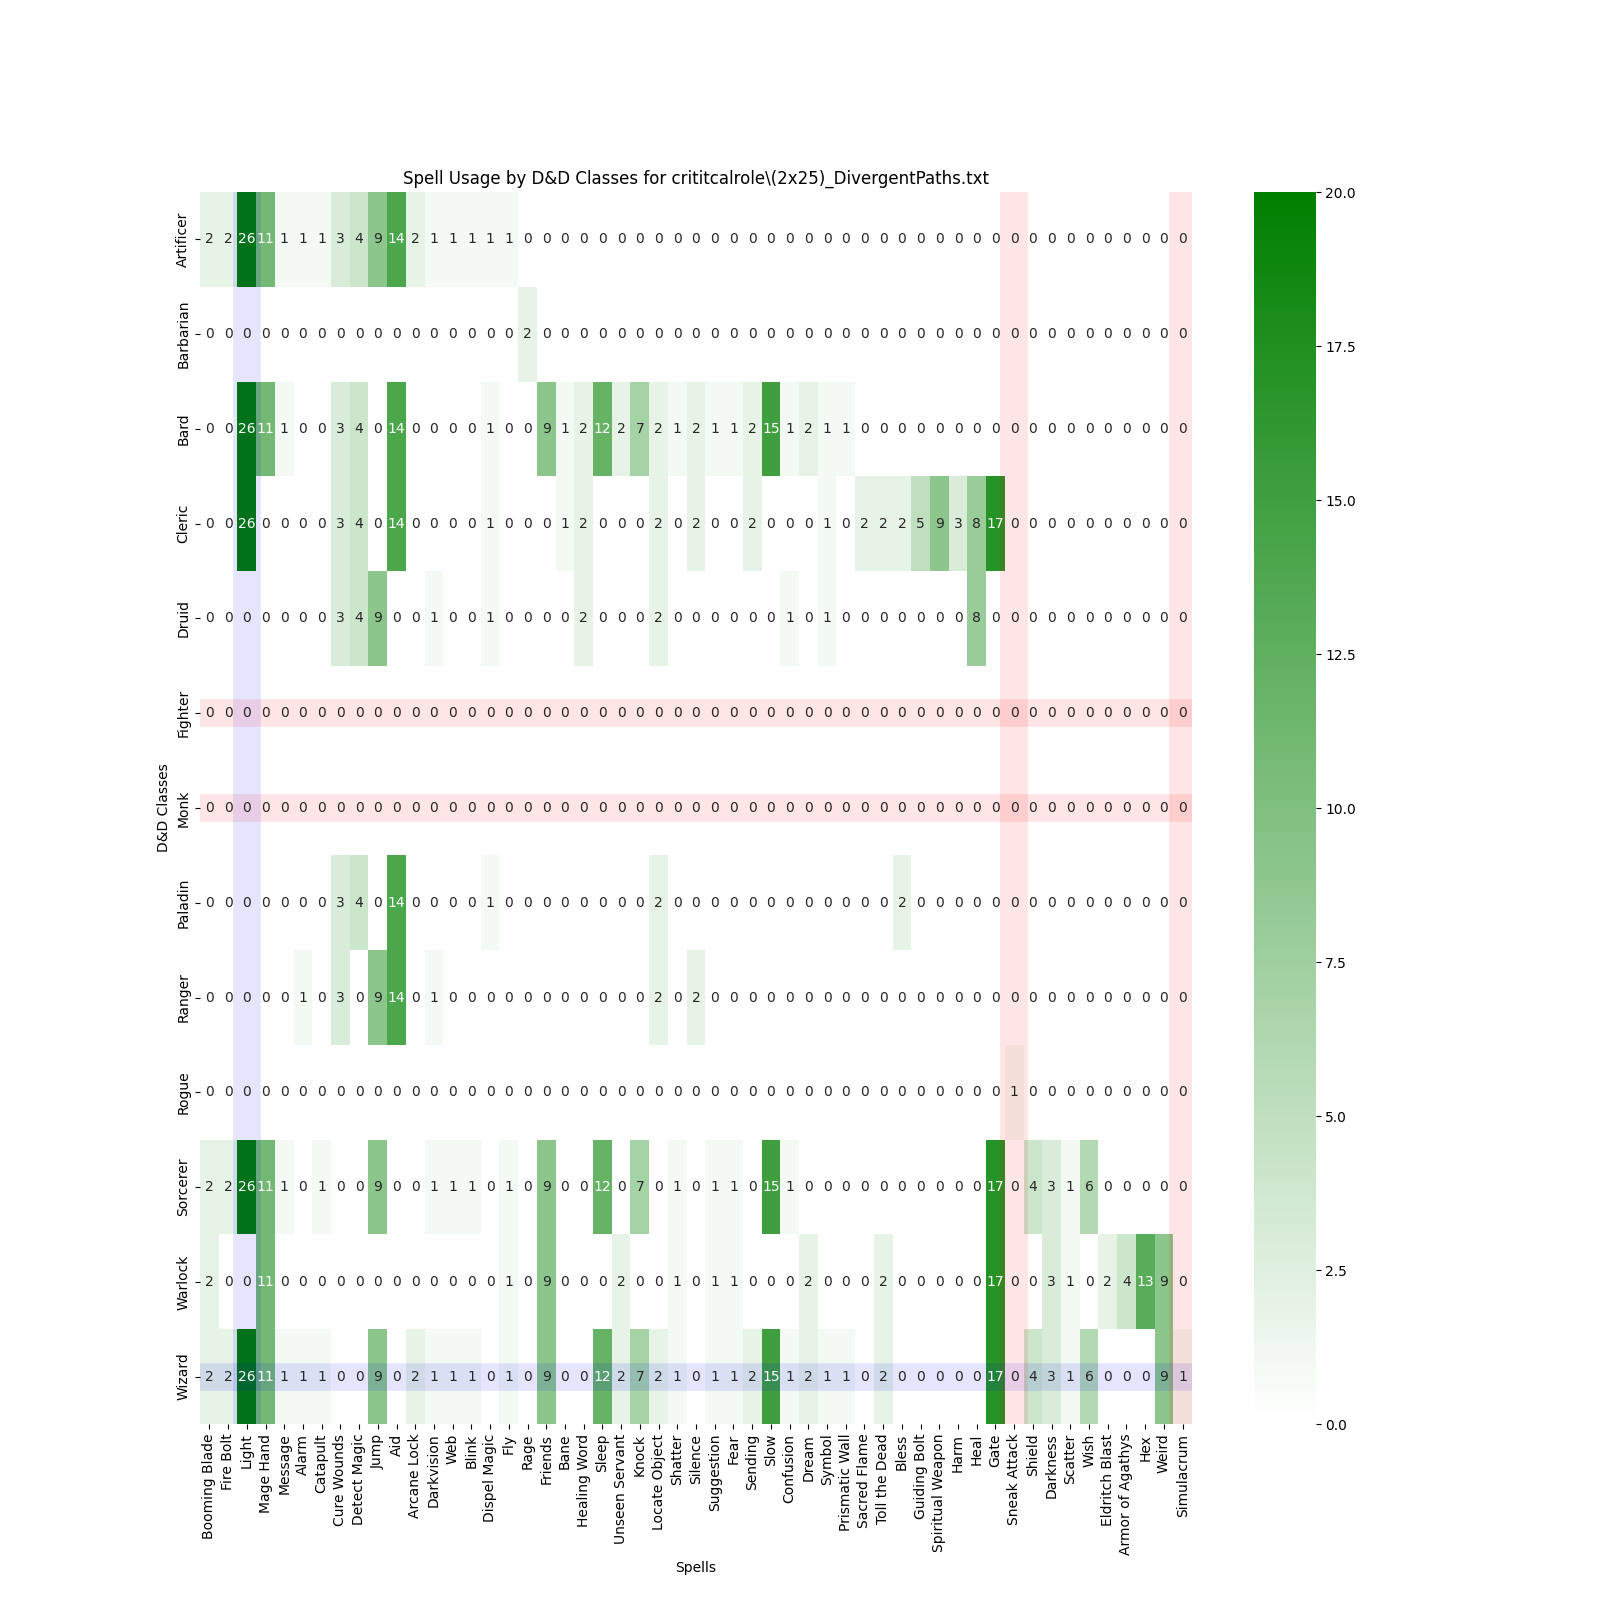 Spell Usage by D&D Classes for crititcalrole\(2x25)_DivergentPaths.txt
D&D Classes
Artificer 2 2 26 11 1 1 1 3 4 9 14 2 1 1 1 1 1 0 0 0 0 0 0 0 0 0 0 0 0 0 0 0 0 0 0 0 0 0 0 0 0 0 0 0 0 0 0 0 0 0 0 0 0
Barbarian 0 0 0 0 0 0 0 0 0 0 0 0 0 0 0 0 0 2 0 0 0 0 0 0 0 0 0 0 0 0 0 0 0 0 0 0 0 0 0 0 0 0 0 0 0 0 0 0 0 0 0 0 0
Bard 0 0 26 11 1 0 0 3 4 0 14 0 0 0 0 1 0 0 9 1 2 12 2 7 2 1 2 1 1 2 15 1 2 1 1 0 0 0 0 0 0 0 0 0 0 0 0 0 0 0 0 0 0
Cleric 0 0 26 0 0 0 0 3 4 0 14 0 0 0 0 1 0 0 0 1 2 0 0 0 2 0 2 0 0 2 0 0 0 1 0 2 2 2 5 9 3 8 17 0 0 0 0 0 0 0 0 0 0
Druid 0 0 0 0 0 0 0 3 4 9 0 0 1 0 0 1 0 0 0 0 2 0 0 0 2 0 0 0 0 0 0 1 0 1 0 0 0 0 0 0 0 8 0 0 0 0 0 0 0 0 0 0 0
Fighter 0 0 0 0 0 0 0 0 0 0 0 0 0 0 0 0 0 0 0 0 0 0 0 0 0 0 0 0 0 0 0 0 0 0 0 0 0 0 0 0 0 0 0 0 0 0 0 0 0 0 0 0 0
Monk 0 0 0 0 0 0 0 0 0 0 0 0 0 0 0 0 0 0 0 0 0 0 0 0 0 0 0 0 0 0 0 0 0 0 0 0 0 0 0 0 0 0 0 0 0 0 0 0 0 0 0 0 0
Paladin 0 0 0 0 0 0 0 3 4 0 14 0 0 0 0 1 0 0 0 0 0 0 0 0 2 0 0 0 0 0 0 0 0 0 0 0 0 2 0 0 0 0 0 0 0 0 0 0 0 0 0 0 0
Ranger 0 0 0 0 0 1 0 3 0 9 14 0 1 0 0 0 0 0 0 0 0 0 0 0 2 0 2 0 0 0 0 0 0 0 0 0 0 0 0 0 0 0 0 0 0 0 0 0 0 0 0 0 0
Rogue 0 0 0 0 0 0 0 0 0 0 0 0 0 0 0 0 0 0 0 0 0 0 0 0 0 0 0 0 0 0 0 0 0 0 0 0 0 0 0 0 0 0 0 1 0 0 0 0 0 0 0 0 0
Sorcerer 2 2 26 11 1 0 1 0 0 9 0 0 1 1 1 0 1 0 9 0 0 12 0 7 0 1 0 1 1 0 15 1 0 0 0 0 0 0 0 0 0 0 17 0 4 3 1 6 0 0 0 0 0
Warlock 2 0 0 11 0 0 0 0 0 0 0 0 0 0 0 0 1 0 9 0 0 0 2 0 0 1 0 1 1 0 0 0 2 0 0 0 2 0 0 0 0 0 17 0 0 3 1 0 2 4 13 9 0
Wizard 2 2 26 11 1 1 1 0 0 9 0 2 1 1 1 0 1 0 9 0 0 12 2 7 2 1 0 1 1 2 15 1 2 1 1 0 2 0 0 0 0 0 17 0 4 3 1 6 0 0 0 9 1
Booming Blade
Fire Bolt
Light
Mage Hand
Message
Alarm
Catapult
Cure Wounds
Detect Magic
Jump
Aid
Arcane Lock
Darkvision
Web
Blink
Dispel Magic
Fly
Rage
Friends
Bane
Healing Word
Sleep
Unseen Servant
Knock
Locate Object
Shatter
Silence
Suggestion
Fear
Sending
Slow
Confusion
Dream
Symbol
Prismatic Wall
Sacred Flame
Toll the Dead
Bless
Guiding Bolt
Spiritual Weapon
Harm
Heal
Gate
Sneak Attack
Shield
Darkness
Scatter
Wish
Eldritch Blast
Armor of Agathys
Hex
Weird
Simulacrum
Spells
20.0
17.5
15.0
12.5
10.0
7.5
5.0
2.5
0.0